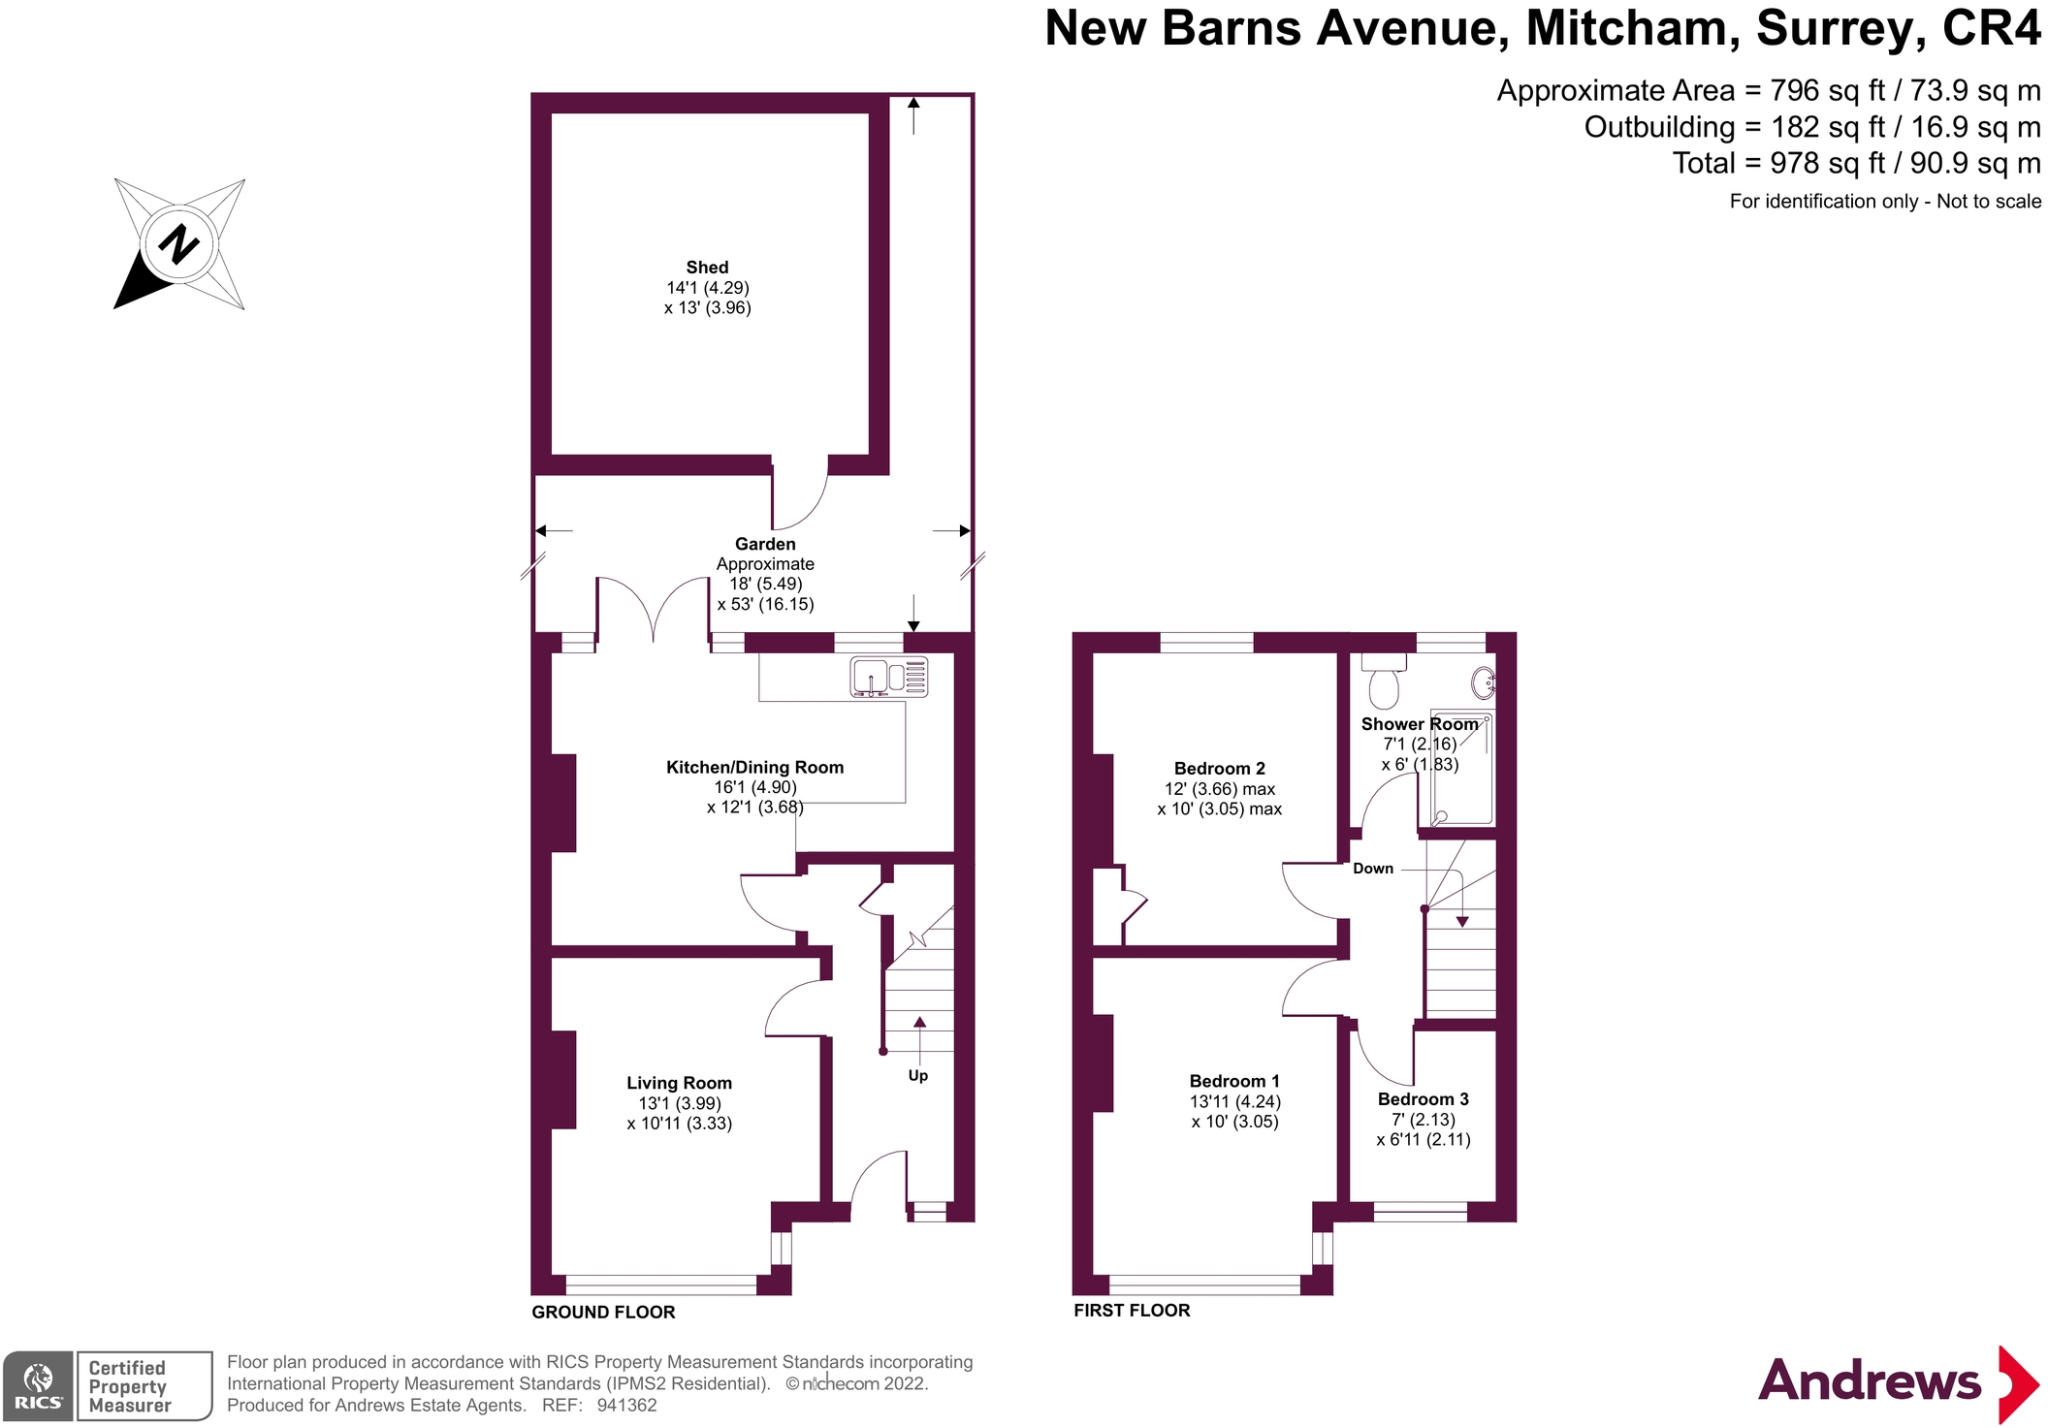 New Barns Avenue, Mitcham, Surrey, CR4
Approximate Area = 796 sq ft / 73.9 sq m
Outbuilding = 182 sq ft / 16.9 sq m
Total = 978 sq ft / 90.9 sq m
For identification only - Not to scale
N
Shed
14'1 (4.29)
x 13' (3.96)
Garden
Approximate
18' (5.49)
x 53' (16.15)
Kitchen/Dining Room
16'1 (4.90)
x 12'1 (3.68)
Living Room
13'1 (3.99)
x 10'11 (3.33)
Up
GROUND FLOOR
Shower Room
7'1 (2.16)
x 6' (1.83)
Bedroom 2
12' (3.66) max
x 10' (3.05) max
Down
Bedroom 1
13'11 (4.24)
x 10' (3.05)
Bedroom 3
7' (2.13)
x 6'11 (2.11)
FIRST FLOOR
RICS
Certified
Property
Measurer
Floor plan produced in accordance with RICS Property Measurement Standards incorporating
International Property Measurement Standards (IPMS2 Residential). © nichecom 2022.
Produced for Andrews Estate Agents. REF: 941362
Andrews